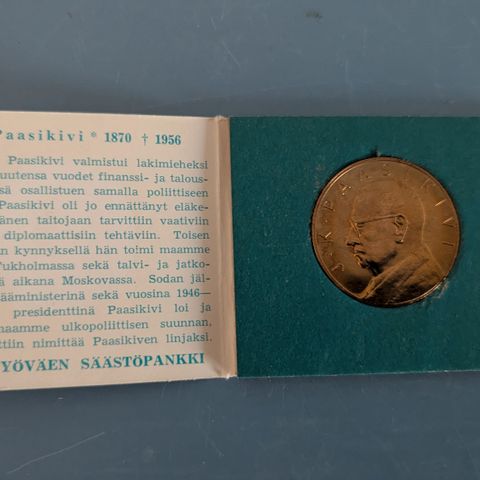 Paasikivi * 1870 † 1956
Paasikivi valmistui lakimieheksi
uutensa vuodet finanssi- ja talous-
sä osallistuen samalla poliittiseen
Paasikivi oli jo ennättänyt eläke-
änen taitojaan tarvittiin vaativiin
diplomaattisiin tehtäviin. Toisen
n kynnyksellä hän toimi maamme
Tukholmassa sekä talvi- ja jatko-
ä aikana Moskovassa. Sodan jäl-
ääministerinä sekä vuosina 1946—
presidenttinä Paasikivi loi ja
maamme ulkopoliittisen suunnan,
ttiin nimittää Paasikiven linjaksi.
YÖVÄEN SÄÄSTÖPANKKI
J·K·PAASIKIVI